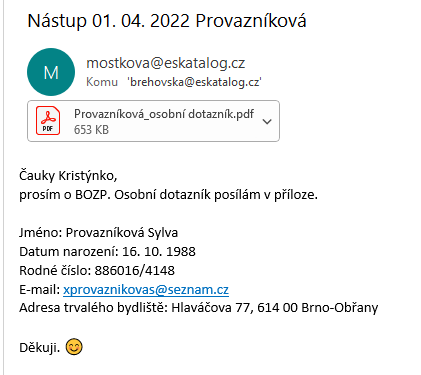 Nástup 01. 04. 2022 Provazníková
M
mostkova@eskatalog.cz
Komu 'brehovska@eskatalog.cz'
Provazníková_osobní dotazník.pdf
PDF
653 KB
Čauky Kristýnko,
prosím o BOZP. Osobní dotazník posílám v příloze.
Jméno: Provazníková Sylva
Datum narození: 16. 10. 1988
Rodné číslo: 886016/4148
E-mail: xprovaznikovas@seznam.cz
Adresa trvalého bydliště: Hlaváčova 77, 614 00 Brno-Obřany
Děkuji. 😊